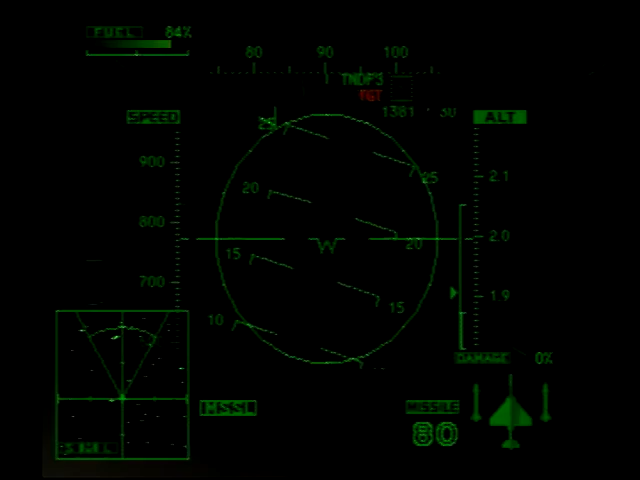 FUEL 84%
80 90 100
TNDP3
TGT
1381 30
SPEED ALT
25
900
25 2.1
20
800
20 2.0
15
700
15 1.9
10
DAMAGE 0%
MSSL MISSILE
80